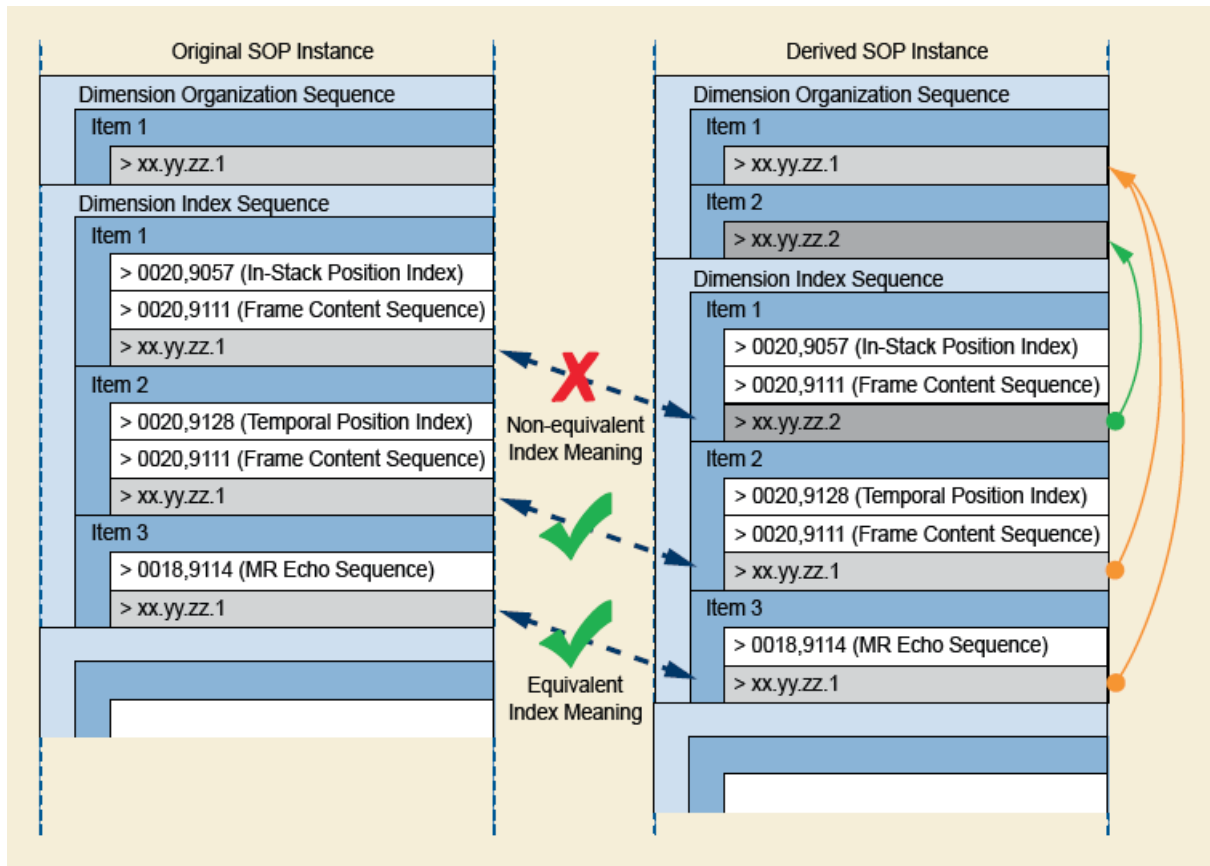 Original SOP Instance
Dimension Organization Sequence
Item 1
> xx.yy.zz.1
Dimension Index Sequence
Item 1
> 0020,9057 (In-Stack Position Index)
> 0020,9111 (Frame Content Sequence)
> xx.yy.zz.1
Item 2
> 0020,9128 (Temporal Position Index)
> 0020,9111 (Frame Content Sequence)
> xx.yy.zz.1
Item 3
> 0018,9114 (MR Echo Sequence)
> xx.yy.zz.1
Non-equivalent
Index Meaning
Equivalent
Index Meaning
Derived SOP Instance
Dimension Organization Sequence
Item 1
> xx.yy.zz.1
Item 2
> xx.yy.zz.2
Dimension Index Sequence
Item 1
> 0020,9057 (In-Stack Position Index)
> 0020,9111 (Frame Content Sequence)
> xx.yy.zz.2
Item 2
> 0020,9128 (Temporal Position Index)
> 0020,9111 (Frame Content Sequence)
> xx.yy.zz.1
Item 3
> 0018,9114 (MR Echo Sequence)
> xx.yy.zz.1